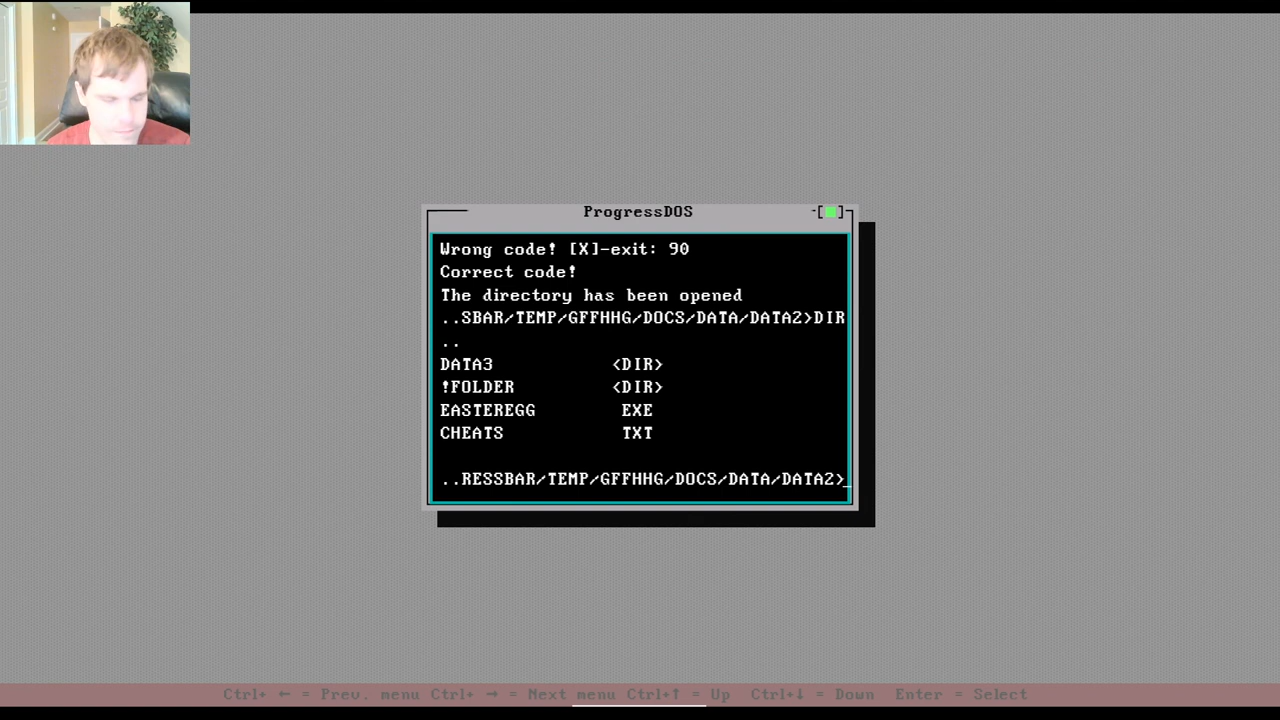 ProgressDOS
Wrong code! [X]-exit: 90
Correct code!
The directory has been opened
..SBAR/TEMP/GFFHHG/DOCS/DATA/DATA2>DIR
..
DATA3 <DIR>
!FOLDER <DIR>
EASTEREGG EXE
CHEATS TXT
..RESSBAR/TEMP/GFFHHG/DOCS/DATA/DATA2>_
Ctrl+ ← = Prev. menu Ctrl+ → = Next menu Ctrl+↑ = Up Ctrl+↓ = Down Enter = Select